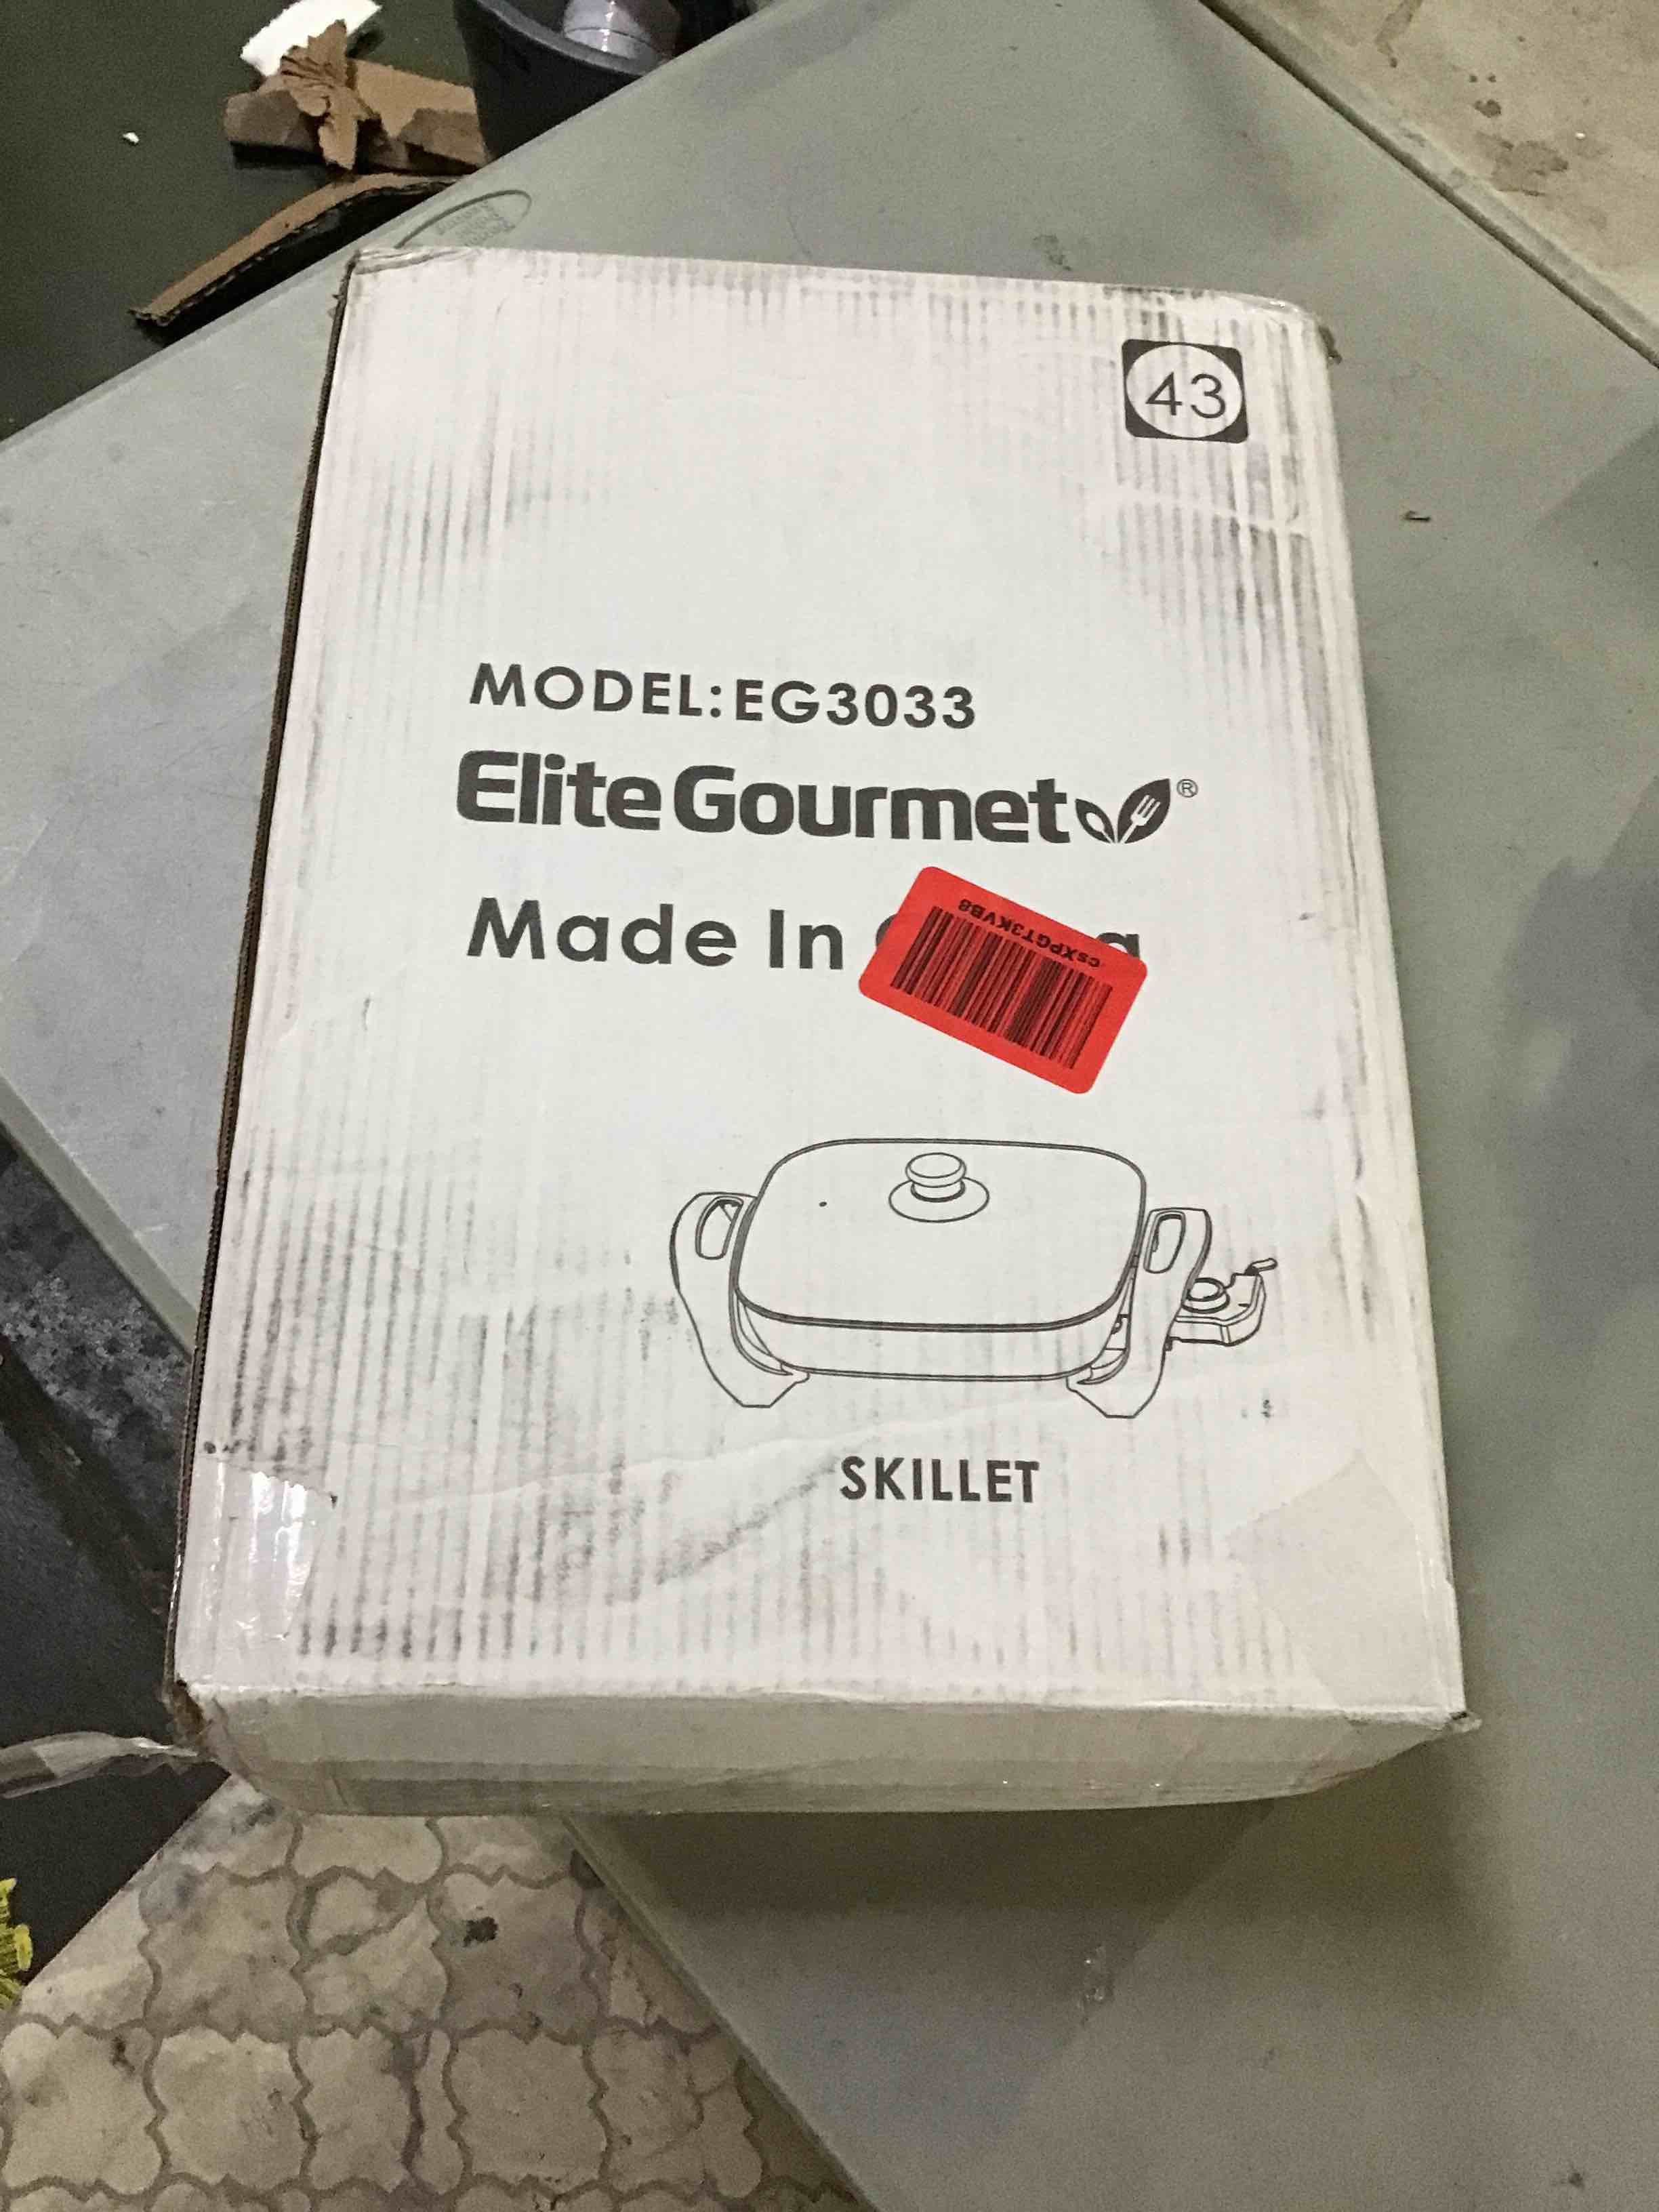 43
MODEL:EG3033
Elite Gourmet®
Made In
csXPGT3KVB8
SKILLET